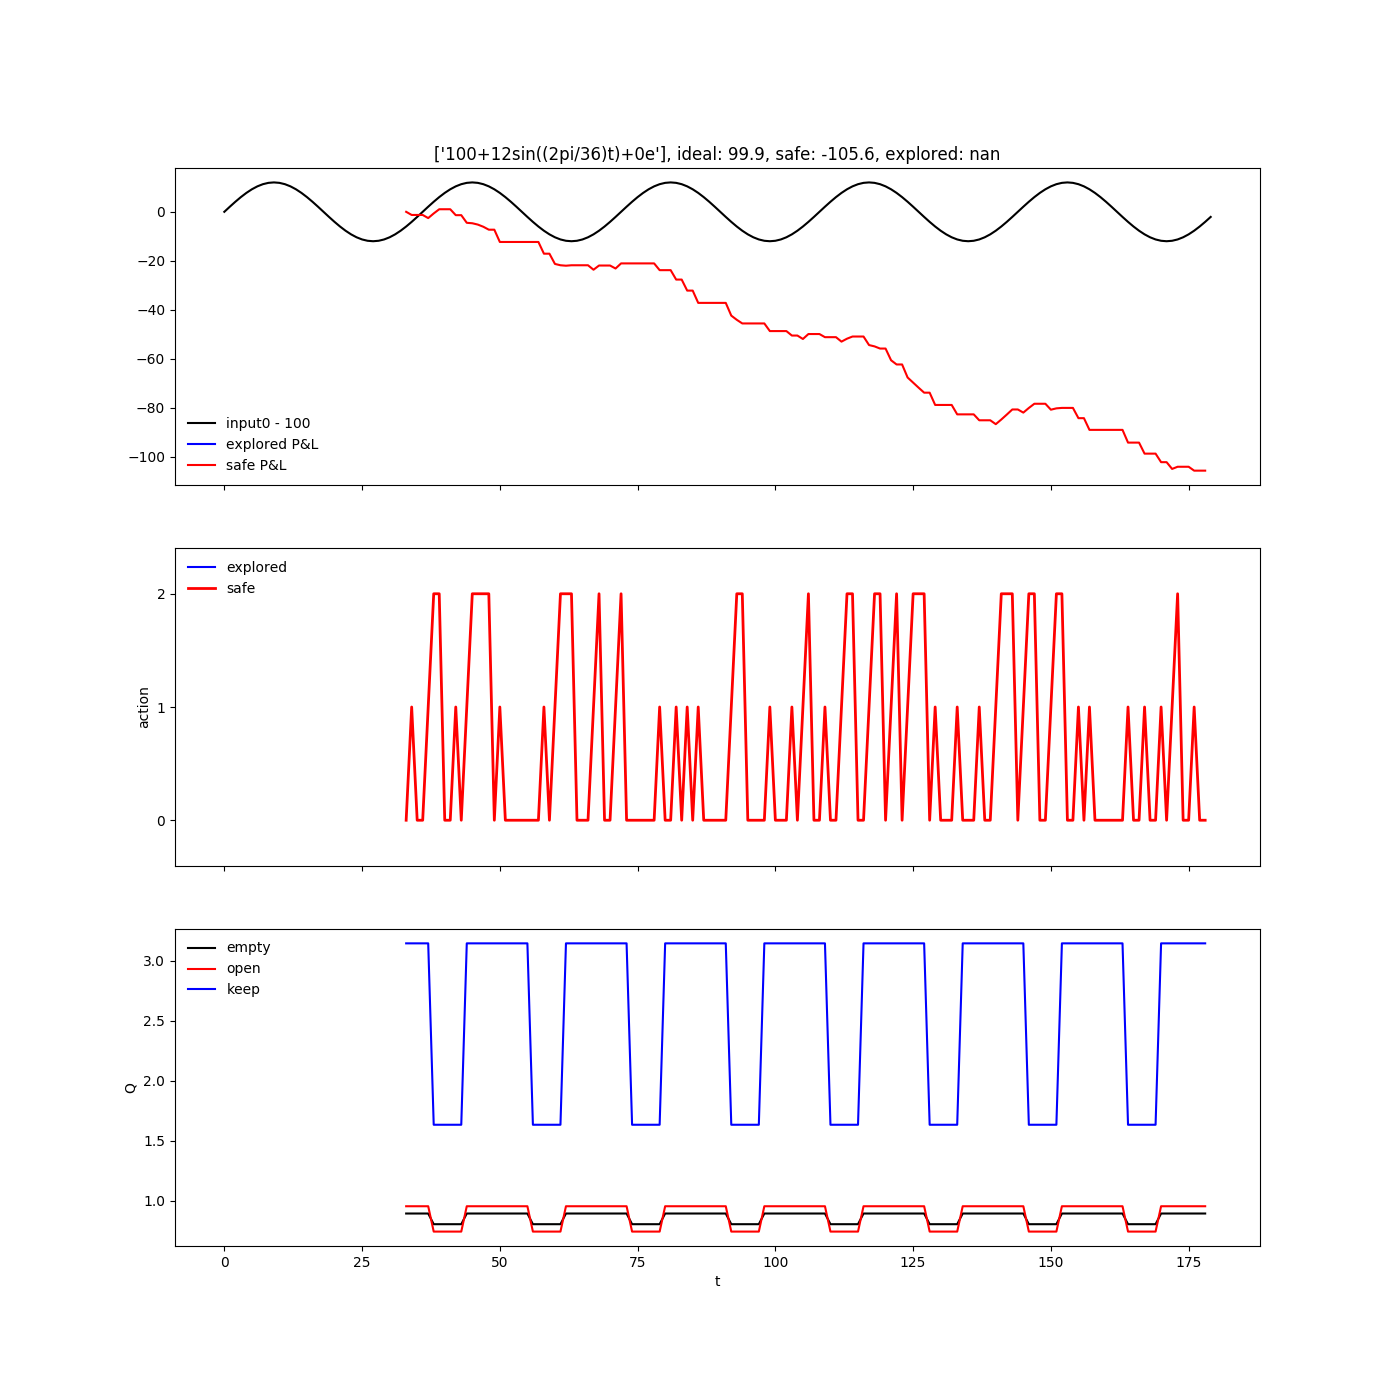 ['100+12sin((2pi/36)t)+0e'], ideal: 99.9, safe: -105.6, explored: nan
0
−20
−40
−60
−80
−100
input0 - 100
explored P&L
safe P&L
explored
safe
2
1
0
action
empty
open
keep
3.0
2.5
2.0
1.5
1.0
Q
0 25 50 75 100 125 150 175
t